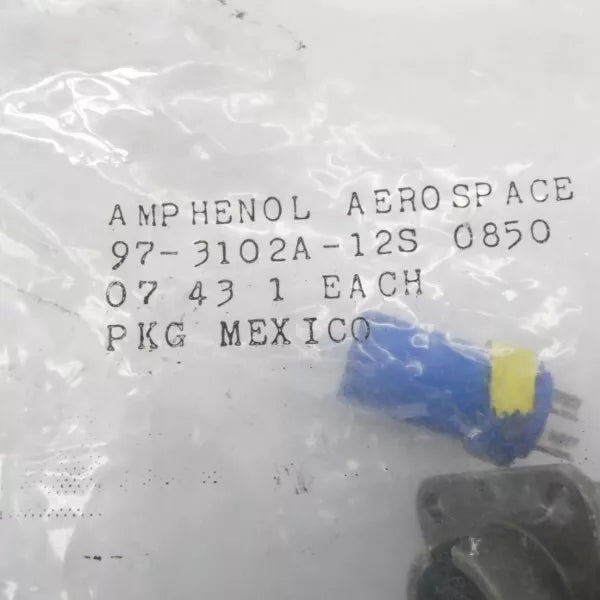 AMPHENOL AEROSPACE
97-3102A-12S 0850
07 43 1 EACH
PKG MEXICO